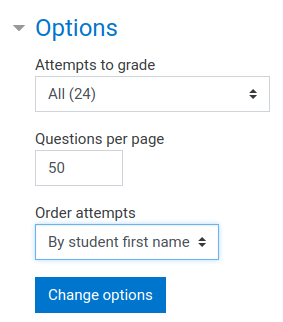 Options
Attempts to grade
All (24)
Questions per page
50
Order attempts
By student first name
Change options